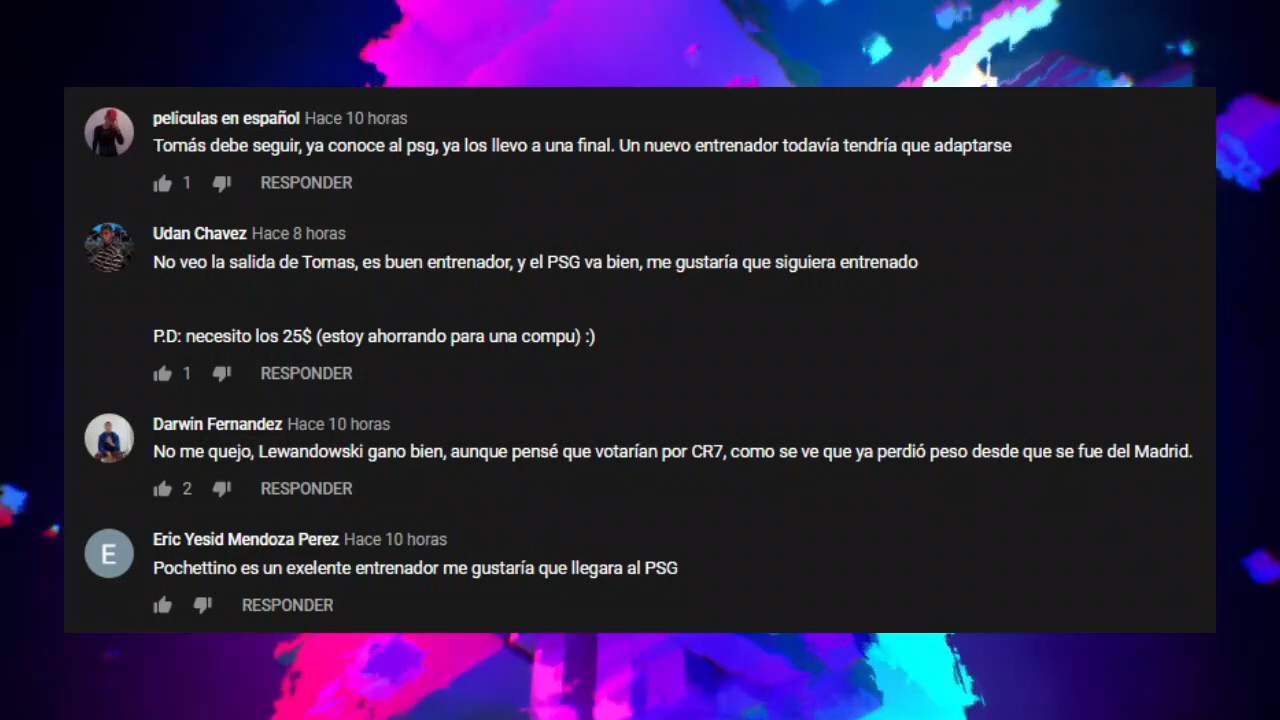 peliculas en español Hace 10 horas
Tomás debe seguir, ya conoce al psg, ya los llevo a una final. Un nuevo entrenador todavía tendría que adaptarse
1 RESPONDER
Udan Chavez Hace 8 horas
No veo la salida de Tomas, es buen entrenador, y el PSG va bien, me gustaría que siguiera entrenado
P.D: necesito los 25$ (estoy ahorrando para una compu) :)
1 RESPONDER
Darwin Fernandez Hace 10 horas
No me quejo, Lewandowski gano bien, aunque pensé que votarían por CR7, como se ve que ya perdió peso desde que se fue del Madrid.
2 RESPONDER
E
Eric Yesid Mendoza Perez Hace 10 horas
Pochettino es un exelente entrenador me gustaría que llegara al PSG
RESPONDER